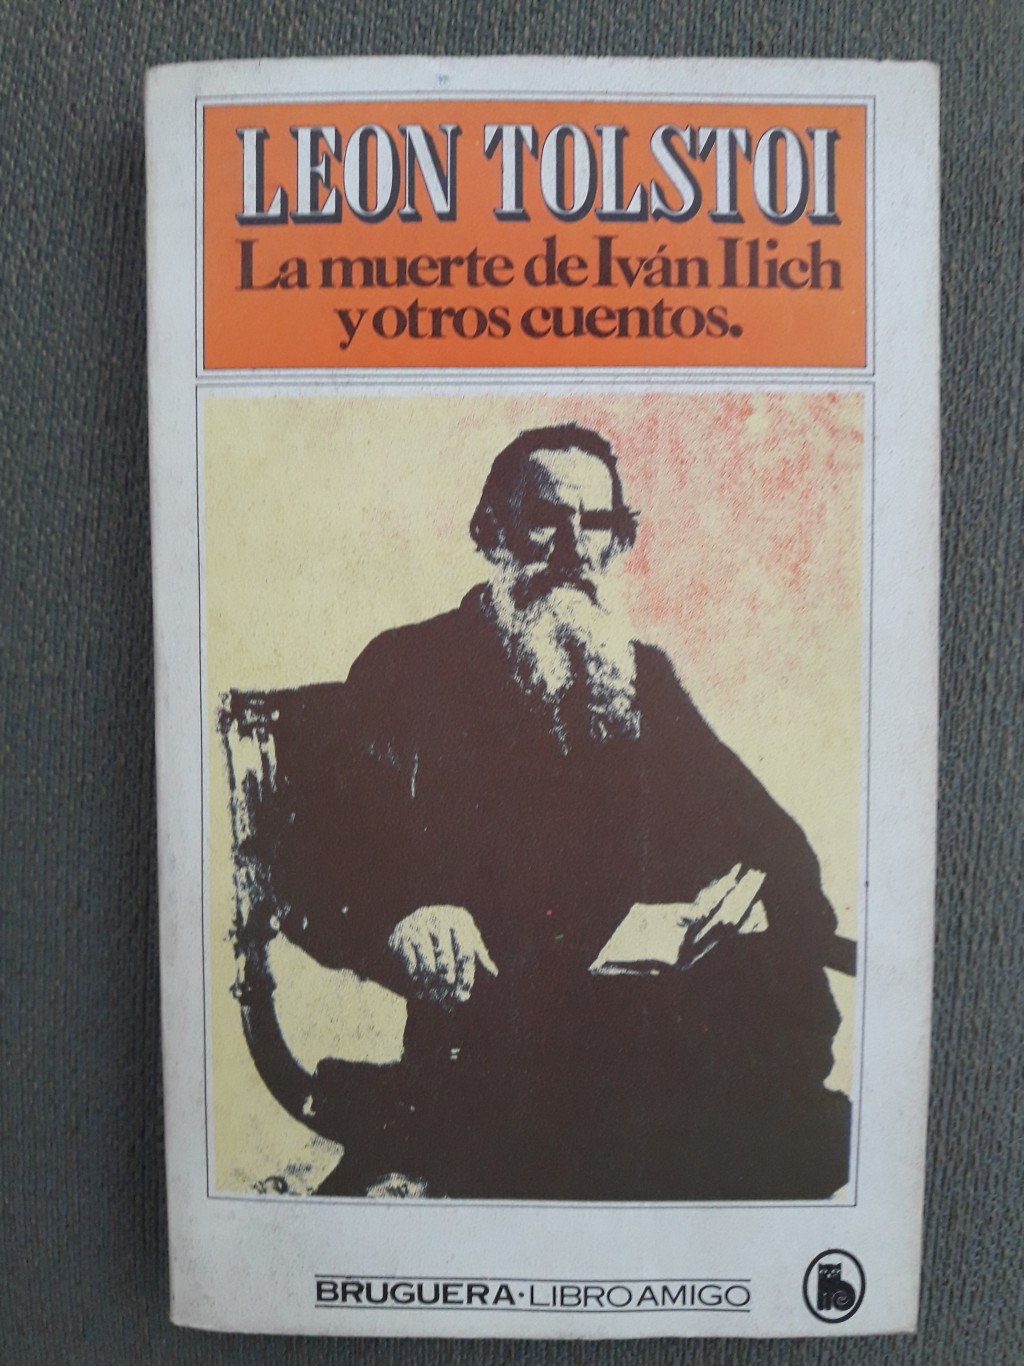 LEON TOLSTOI
La muerte de Iván Ilich
y otros cuentos.
BRUGUERA·LIBRO AMIGO